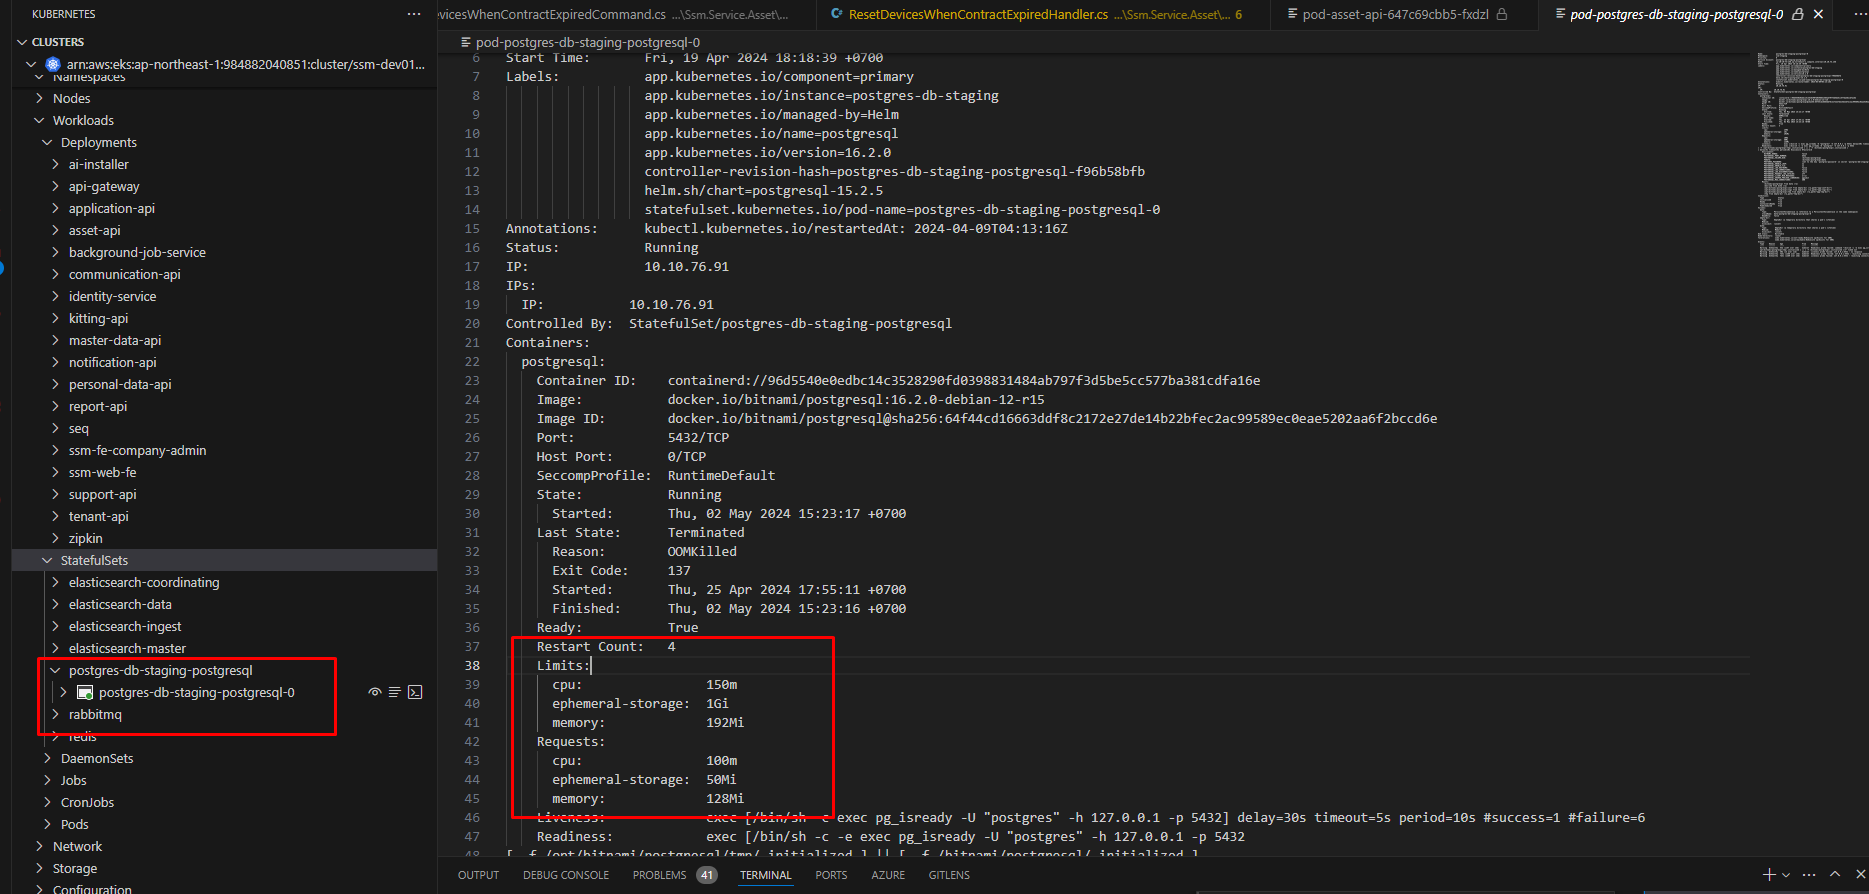 KUBERNETES
CLUSTERS
arn:aws:eks:ap-northeast-1:984882040851:cluster/ssm-dev01...
Namespaces
Nodes
Workloads
Deployments
ai-installer
api-gateway
application-api
asset-api
background-job-service
communication-api
identity-service
kitting-api
master-data-api
notification-api
personal-data-api
report-api
seq
ssm-fe-company-admin
ssm-web-fe
support-api
tenant-api
zipkin
StatefulSets
elasticsearch-coordinating
elasticsearch-data
elasticsearch-ingest
elasticsearch-master
postgres-db-staging-postgresql
postgres-db-staging-postgresql-0
rabbitmq
redis
DaemonSets
Jobs
CronJobs
Pods
Network
Storage
Configuration
evicesWhenContractExpiredCommand.cs ...\Ssm.Service.Asset\...
ResetDevicesWhenContractExpiredHandler.cs ...\Ssm.Service.Asset\... 6
pod-asset-api-647c69cbb5-fxdzl
pod-postgres-db-staging-postgresql-0
pod-postgres-db-staging-postgresql-0
6 Start Time: Fri, 19 Apr 2024 18:18:39 +0700
7 Labels: app.kubernetes.io/component=primary
8 app.kubernetes.io/instance=postgres-db-staging
9 app.kubernetes.io/managed-by=Helm
10 app.kubernetes.io/name=postgresql
11 app.kubernetes.io/version=16.2.0
12 controller-revision-hash=postgres-db-staging-postgresql-f96b58bfb
13 helm.sh/chart=postgresql-15.2.5
14 statefulset.kubernetes.io/pod-name=postgres-db-staging-postgresql-0
15 Annotations: kubectl.kubernetes.io/restartedAt: 2024-04-09T04:13:16Z
16 Status: Running
17 IP: 10.10.76.91
18 IPs:
19 IP: 10.10.76.91
20 Controlled By: StatefulSet/postgres-db-staging-postgresql
21 Containers:
22 postgresql:
23 Container ID: containerd://96d5540e0edbc14c3528290fd0398831484ab797f3d5be5cc577ba381cdfa16e
24 Image: docker.io/bitnami/postgresql:16.2.0-debian-12-r15
25 Image ID: docker.io/bitnami/postgresql@sha256:64f44cd16663ddf8c2172e27de14b22bfec2ac99589ec0eae5202aa6f2bccd6e
26 Port: 5432/TCP
27 Host Port: 0/TCP
28 SeccompProfile: RuntimeDefault
29 State: Running
30 Started: Thu, 02 May 2024 15:23:17 +0700
31 Last State: Terminated
32 Reason: OOMKilled
33 Exit Code: 137
34 Started: Thu, 25 Apr 2024 17:55:11 +0700
35 Finished: Thu, 02 May 2024 15:23:16 +0700
36 Ready: True
37 Restart Count: 4
38 Limits:
39 cpu: 150m
40 ephemeral-storage: 1Gi
41 memory: 192Mi
42 Requests:
43 cpu: 100m
44 ephemeral-storage: 50Mi
45 memory: 128Mi
46 Liveness: exec [/bin/sh -c exec pg_isready -U "postgres" -h 127.0.0.1 -p 5432] delay=30s timeout=5s period=10s #success=1 #failure=6
47 Readiness: exec [/bin/sh -c -e exec pg_isready -U "postgres" -h 127.0.0.1 -p 5432
48 [ -f /opt/bitnami/postgresql/tmp/.initialized ] || [ -f /bitnami/postgresql/.initialized ]
OUTPUT DEBUG CONSOLE PROBLEMS 41 TERMINAL PORTS AZURE GITLENS